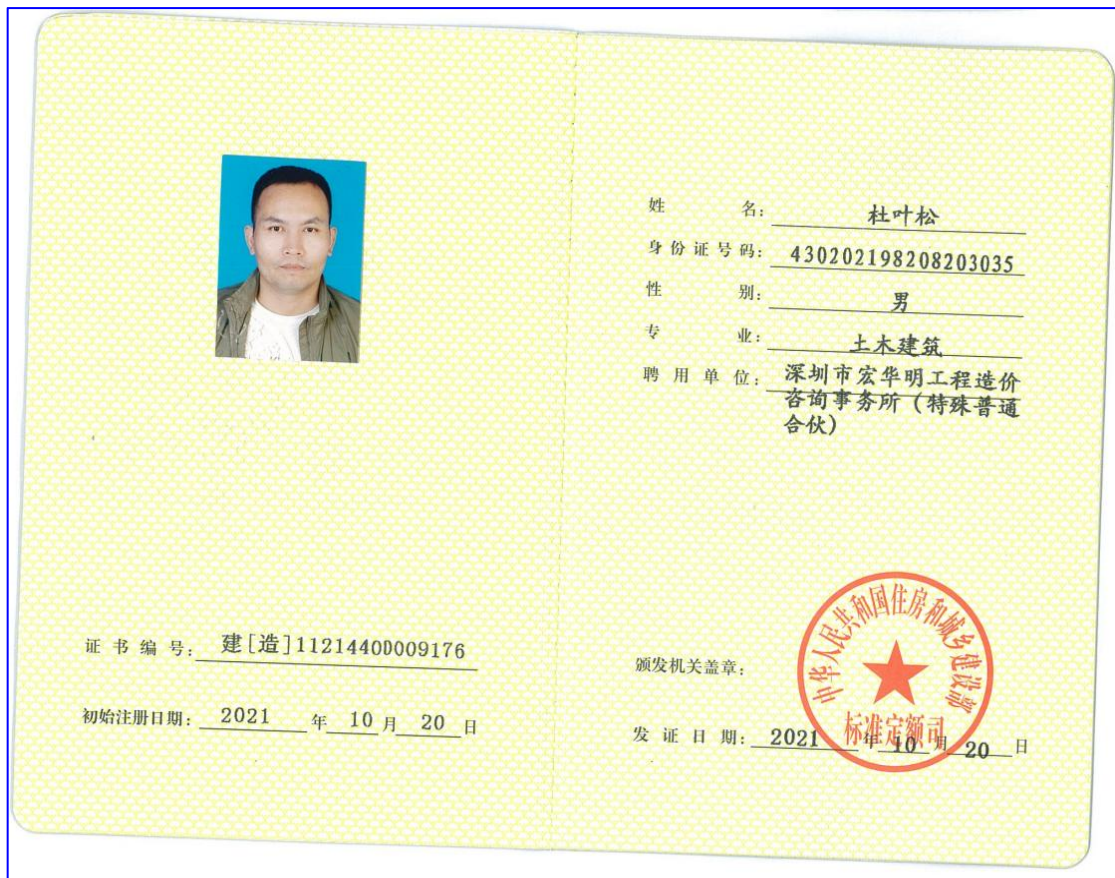 证书编号: 建[造]11214400009176
初始注册日期: 2021 年 10 月 20 日
姓名: 杜叶松
身份证号码: 430202198208203035
性别: 男
专业: 土木建筑
聘用单位: 深圳市宏华明工程造价
咨询事务所(特殊普通
合伙)
中华人民共和国住房和城乡建设部
标准定额司
颁发机关盖章:
发证日期: 2021 年 10 月 20 日